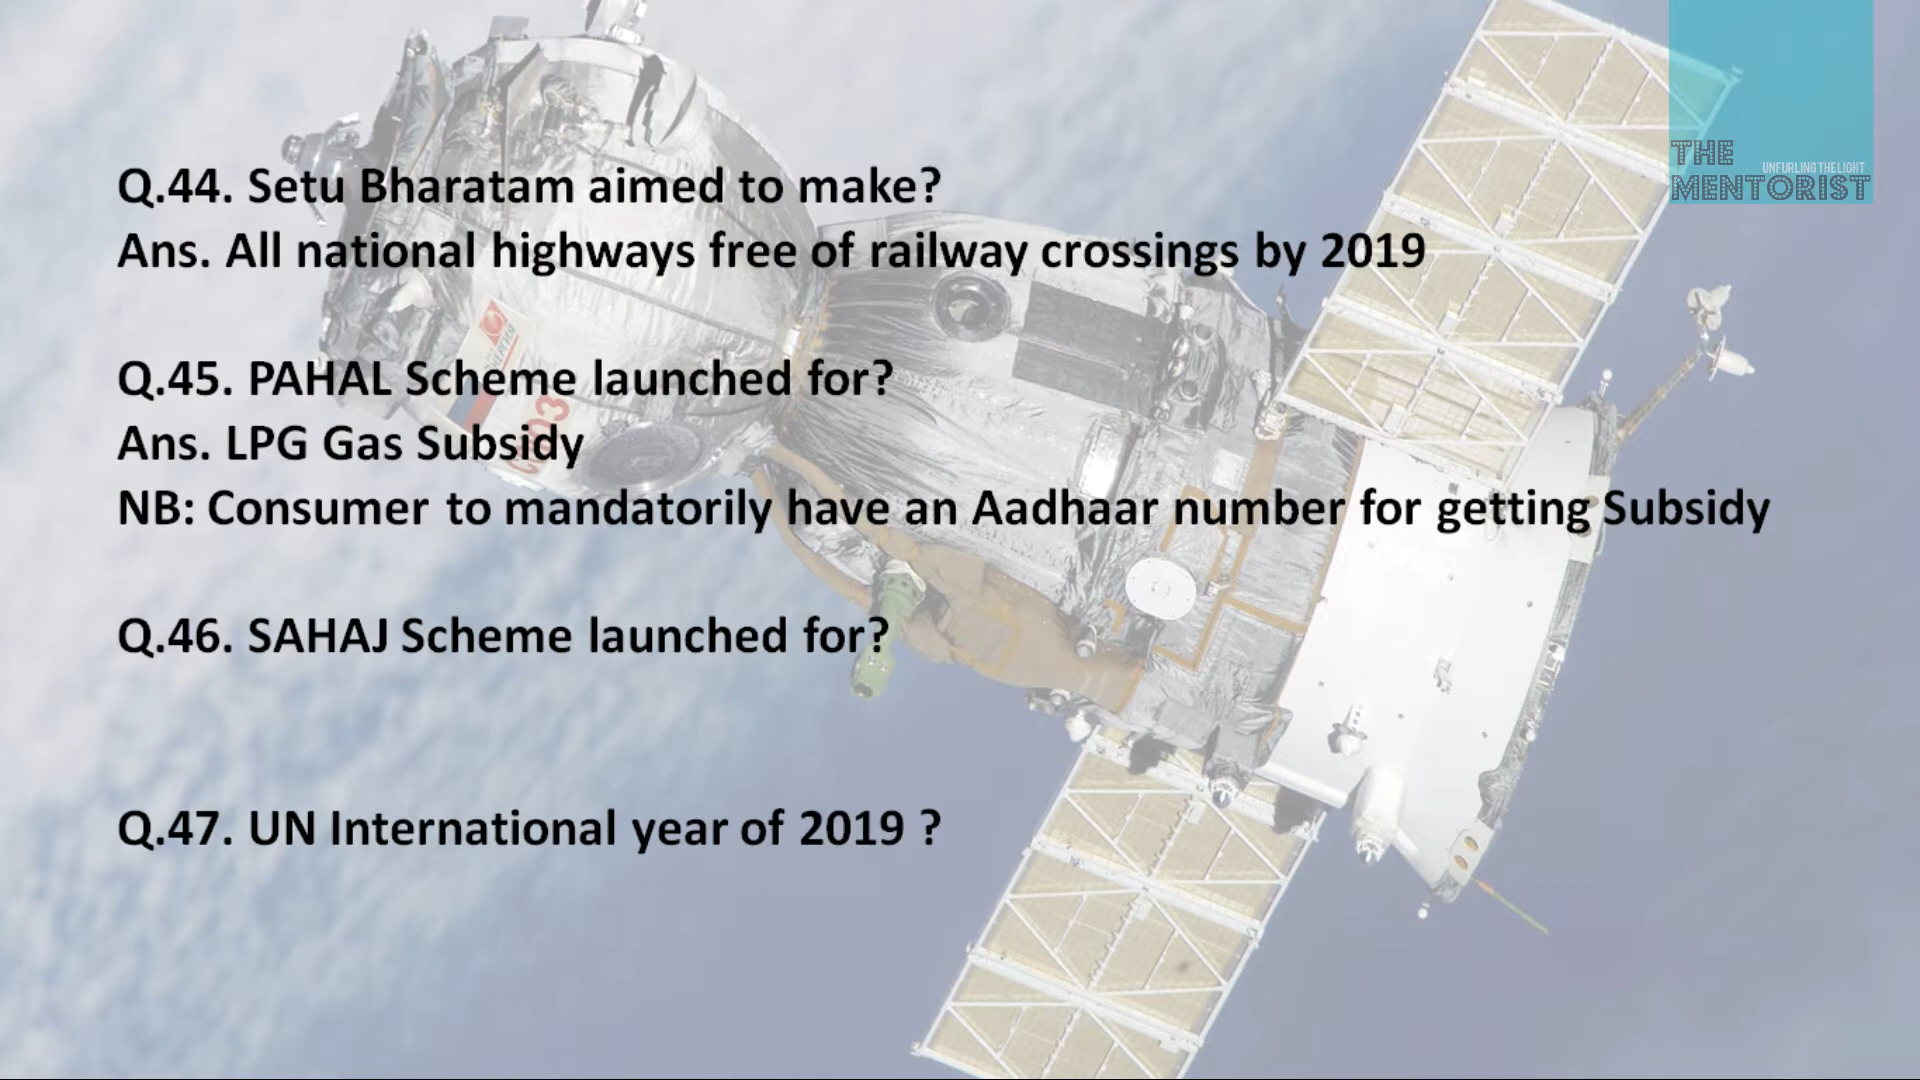 THE
UNFURLING THE LIGHT
MENTORIST
Q.44. Setu Bharatam aimed to make?
Ans. All national highways free of railway crossings by 2019
Q.45. PAHAL Scheme launched for?
Ans. LPG Gas Subsidy
NB: Consumer to mandatorily have an Aadhaar number for getting Subsidy
Q.46. SAHAJ Scheme launched for?
Q.47. UN International year of 2019 ?